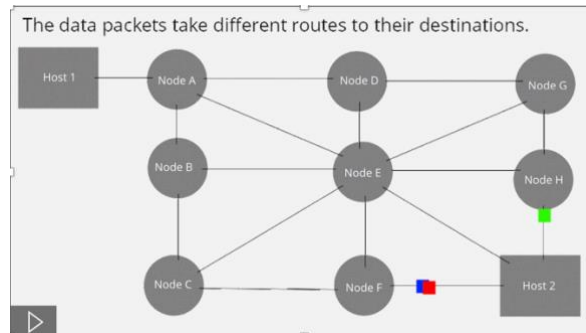 The data packets take different routes to their destinations.
Host 1
Node A
Node D
Node G
Node B
Node E
Node H
Node C
Node F
Host 2